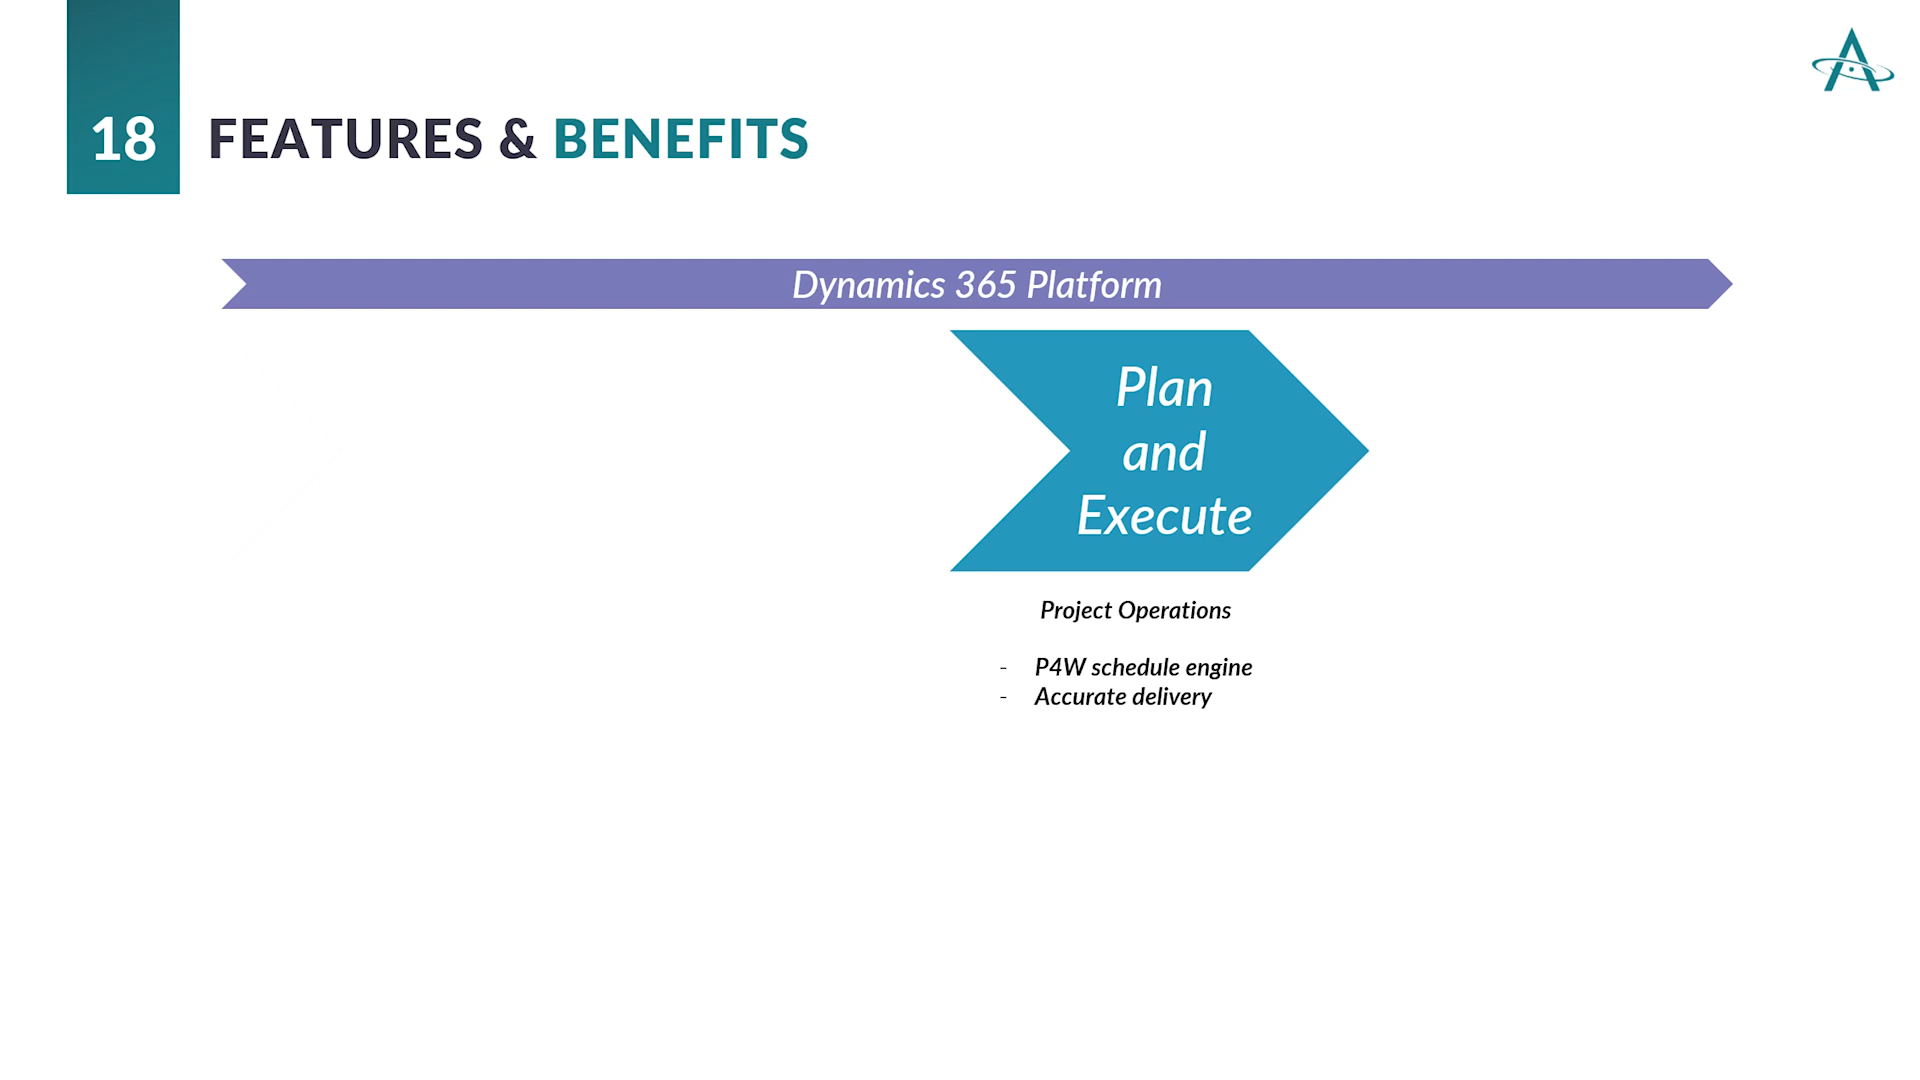 18
FEATURES & BENEFITS
Dynamics 365 Platform
Plan
and
Execute
Project Operations
- P4W schedule engine
- Accurate delivery